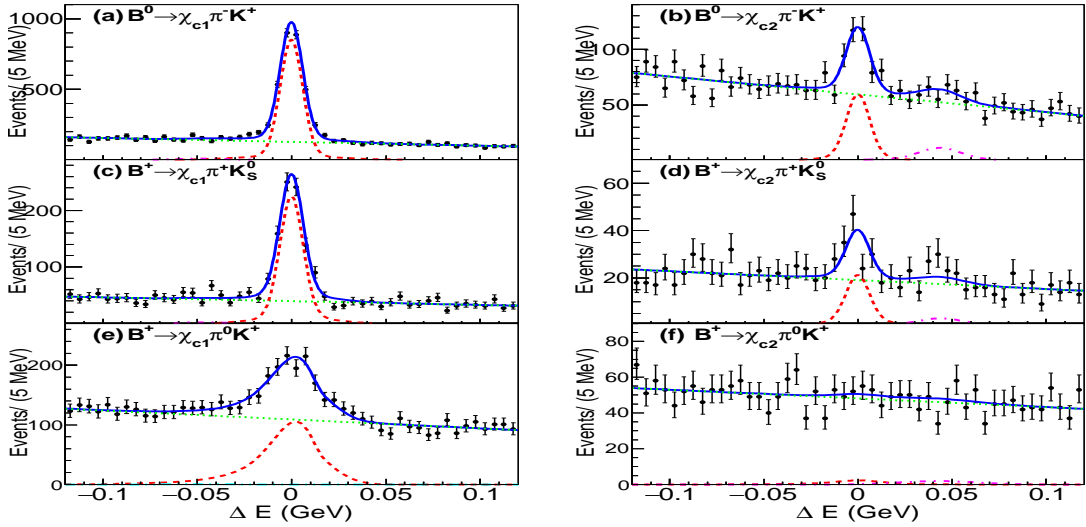 (a) B⁰→χc1π⁻K⁺
Events/ (5 MeV)
1000
500
(b) B⁰→χc2π⁻K⁺
Events/ (5 MeV)
100
50
(c) B⁺→χc1π⁺K⁰S
Events/ (5 MeV)
200
100
(d) B⁺→χc2π⁺K⁰S
Events/ (5 MeV)
60
40
20
(e) B⁺→χc1π⁰K⁺
Events/ (5 MeV)
200
100
0
−0.1 −0.05 0 0.05 0.1
Δ E (GeV)
(f) B⁺→χc2π⁰K⁺
Events/ (5 MeV)
80
60
40
20
0
−0.1 −0.05 0 0.05 0.1
Δ E (GeV)